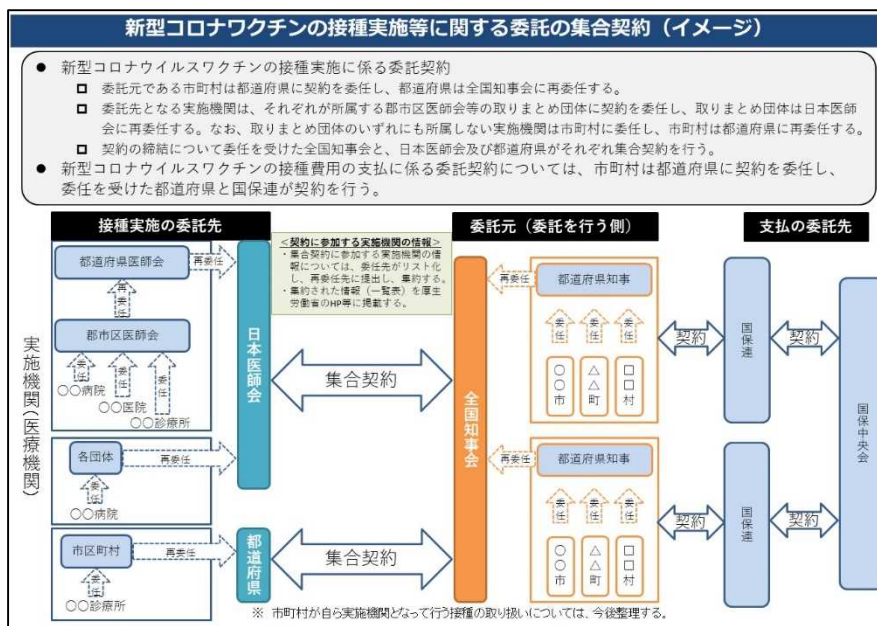 新型コロナワクチンの接種実施等に関する委託の集合契約（イメージ）
● 新型コロナウイルスワクチンの接種実施に係る委託契約
委託元である市町村は都道府県に契約を委任し、都道府県は全国知事会に再委任する。
委託先となる実施機関は、それぞれが所属する郡市区医師会等の取りまとめ団体に契約を委任し、取りまとめ団体は日本医師
会に再委任する。なお、取りまとめ団体のいずれにも所属しない実施機関は市町村に委任し、市町村は都道府県に再委任する。
契約の締結について委任を受けた全国知事会と、日本医師会及び都道府県がそれぞれ集合契約を行う。
● 新型コロナウイルスワクチンの接種費用の支払に係る委託契約については、市町村は都道府県に契約を委任し、
委任を受けた都道府県と国保連が契約を行う。
接種実施の委託先
委託元（委託を行う側）
支払の委託先
＜契約に参加する実施機関の情報＞
・集合契約に参加する実施機関の情
報については、委任先がリスト化
し、再委任先に提出し、集約する。
・集約された情報（一覧表）を厚生
労働省のHP等に掲載する。
実施機関（医療機関）
都道府県医師会
再委任
再委任
郡市区医師会
委任
委任
委任
〇〇病院
〇〇医院
〇〇診療所
各団体
再委任
委任
〇〇病院
市区町村
再委任
委任
〇〇診療所
日本医師会
都道府県
集合契約
集合契約
全国知事会
再委任
都道府県知事
委任
委任
委任
〇〇市
△△町
□□村
再委任
都道府県知事
委任
委任
委任
〇〇市
△△町
□□村
契約
国保連
契約
契約
国保連
契約
国保中央会
※ 市町村が自ら実施機関となって行う接種の取り扱いについては、今後整理する。